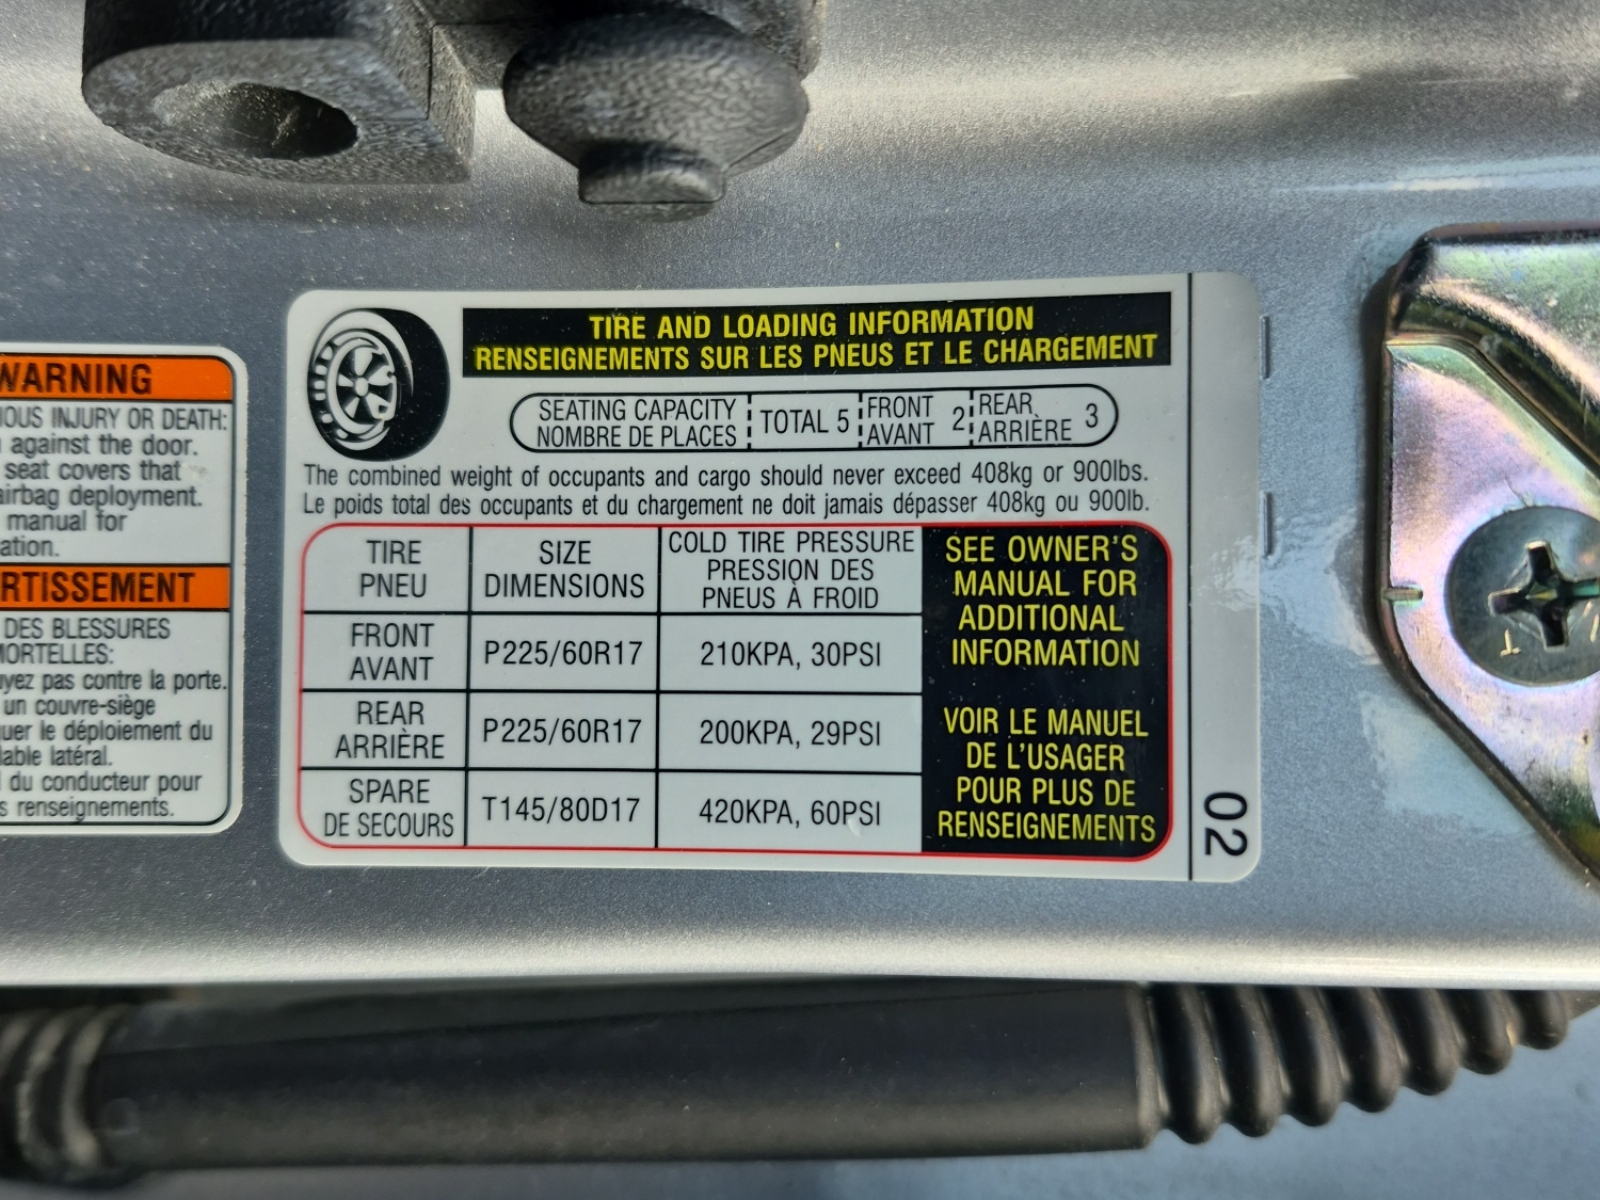 WARNING
INJURY OR DEATH:
against the door.
seat covers that
airbag deployment.
manual for
DES BLESSURES
MORTELLES:
pas contre la porte.
un couvre-siège
le déploiement du
latéral.
du conducteur pour
renseignements.
TIRE AND LOADING INFORMATION
RENSEIGNEMENTS SUR LES PNEUS ET LE CHARGEMENT
SEATING CAPACITY TOTAL 5 FRONT 2 REAR 3
NOMBRE DE PLACES AVANT ARRIÈRE
The combined weight of occupants and cargo should never exceed 408kg or 900lbs.
Le poids total des occupants et du chargement ne doit jamais dépasser 408kg ou 900lb.
TIRE SIZE COLD TIRE PRESSURE
PNEU DIMENSIONS PRESSION DES
PNEUS À FROID
FRONT
AVANT P225/60R17 210KPA, 30PSI
REAR
ARRIÈRE P225/60R17 200KPA, 29PSI
SPARE
DE SECOURS T145/80D17 420KPA, 60PSI
SEE OWNER'S
MANUAL FOR
ADDITIONAL
INFORMATION
VOIR LE MANUEL
DE L'USAGER
POUR PLUS DE
RENSEIGNEMENTS
02